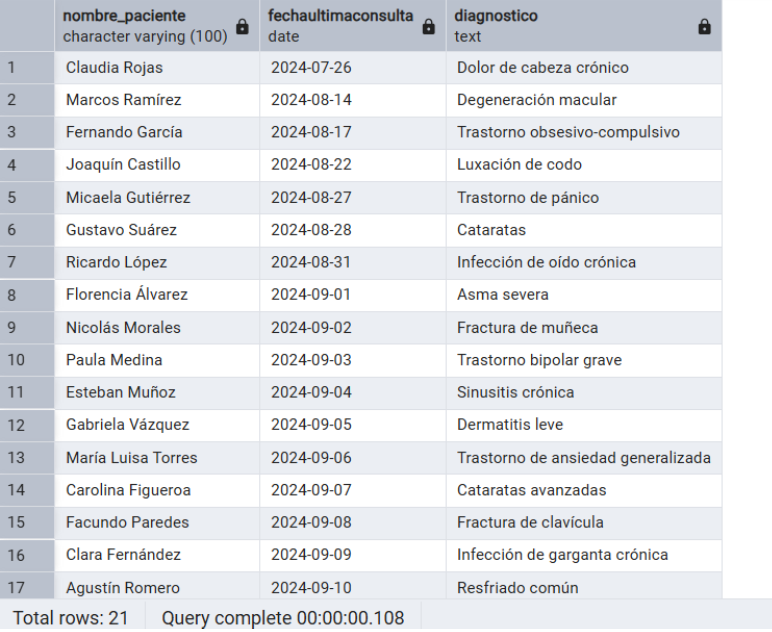 nombre_paciente fechaultimaconsulta diagnostico
character varying (100) date text
1 Claudia Rojas 2024-07-26 Dolor de cabeza crónico
2 Marcos Ramírez 2024-08-14 Degeneración macular
3 Fernando García 2024-08-17 Trastorno obsesivo-compulsivo
4 Joaquín Castillo 2024-08-22 Luxación de codo
5 Micaela Gutiérrez 2024-08-27 Trastorno de pánico
6 Gustavo Suárez 2024-08-28 Cataratas
7 Ricardo López 2024-08-31 Infección de oído crónica
8 Florencia Álvarez 2024-09-01 Asma severa
9 Nicolás Morales 2024-09-02 Fractura de muñeca
10 Paula Medina 2024-09-03 Trastorno bipolar grave
11 Esteban Muñoz 2024-09-04 Sinusitis crónica
12 Gabriela Vázquez 2024-09-05 Dermatitis leve
13 María Luisa Torres 2024-09-06 Trastorno de ansiedad generalizada
14 Carolina Figueroa 2024-09-07 Cataratas avanzadas
15 Facundo Paredes 2024-09-08 Fractura de clavícula
16 Clara Fernández 2024-09-09 Infección de garganta crónica
17 Agustín Romero 2024-09-10 Resfriado común
Total rows: 21 Query complete 00:00:00.108